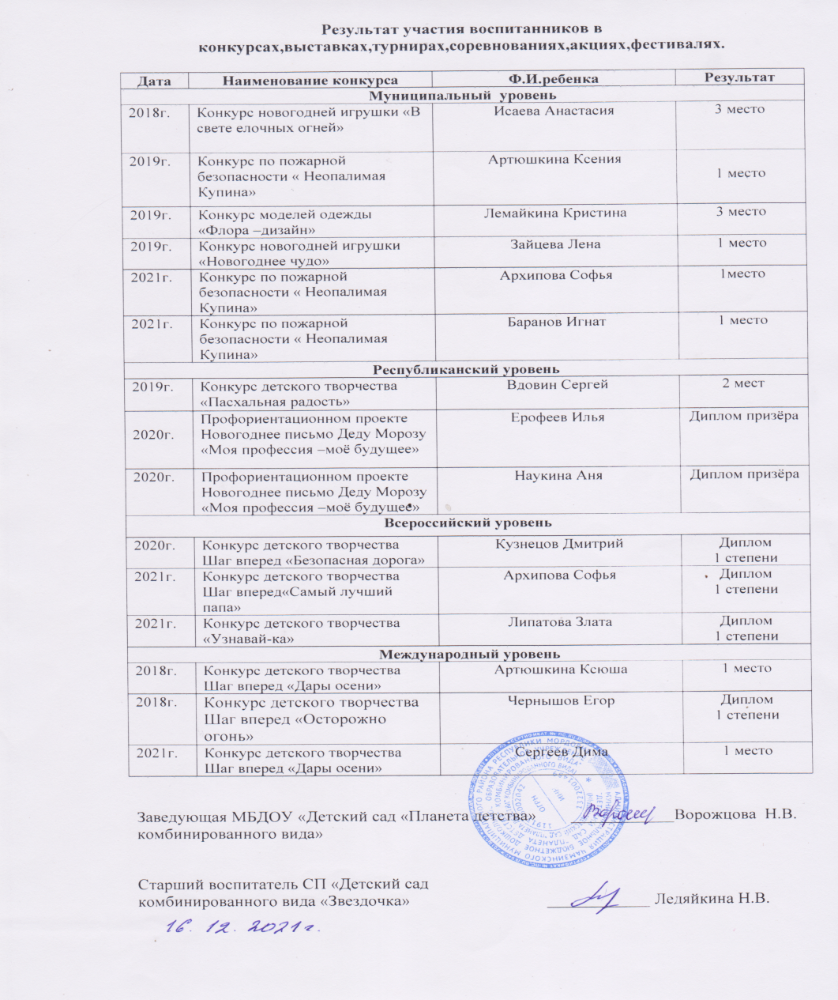 Результат участия воспитанников в
конкурсах,выставках,турнирах,соревнованиях,акциях,фестивалях.
Дата Наименование конкурса Ф.И.ребенка Результат
Муниципальный уровень
2018г. Конкурс новогодней игрушки «В Исаева Анастасия 3 место
свете елочных огней»
2019г. Конкурс по пожарной Артюшкина Ксения
безопасности « Неопалимая 1 место
Купина»
2019г. Конкурс моделей одежды Лемайкина Кристина 3 место
«Флора –дизайн»
2019г. Конкурс новогодней игрушки Зайцева Лена 1 место
«Новогоднее чудо»
2021г. Конкурс по пожарной Архипова Софья 1место
безопасности « Неопалимая
Купина»
2021г. Конкурс по пожарной Баранов Игнат 1 место
безопасности « Неопалимая
Купина»
Республиканский уровень
2019г. Конкурс детского творчества Вдовин Сергей 2 мест
«Пасхальная радость»
Профориентационном проекте Ерофеев Илья Диплом призёра
2020г. Новогоднее письмо Деду Морозу
«Моя профессия –моё будущее»
2020г. Профориентационном проекте Наукина Аня Диплом призёра
Новогоднее письмо Деду Морозу
«Моя профессия –моё будущее»
Всероссийский уровень
2020г. Конкурс детского творчества Кузнецов Дмитрий Диплом
Шаг вперед «Безопасная дорога» 1 степени
2021г. Конкурс детского творчества Архипова Софья Диплом
Шаг вперед«Самый лучший 1 степени
папа»
2021г. Конкурс детского творчества Липатова Злата Диплом
«Узнавай-ка» 1 степени
Международный уровень
2018г. Конкурс детского творчества Артюшкина Ксюша 1 место
Шаг вперед «Дары осени»
2018г. Конкурс детского творчества Чернышов Егор Диплом
Шаг вперед «Осторожно 1 степени
огонь»
2021г. Конкурс детского творчества Сергеев Дима 1 место
Шаг вперед «Дары осени»
Заведующая МБДОУ «Детский сад «Планета детства» Ворожцова Н.В.
комбинированного вида»
Старший воспитатель СП «Детский сад
комбинированного вида «Звездочка» Ледяйкина Н.В.
16. 12. 2021г.